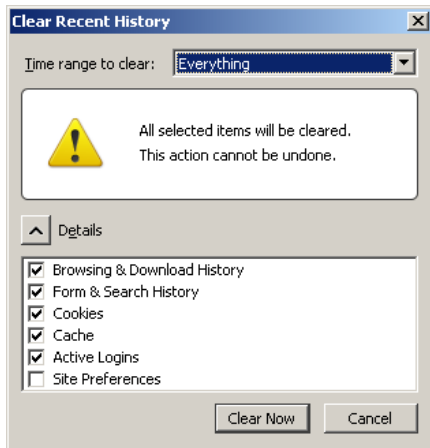 Clear Recent History
Time range to clear: Everything
All selected items will be cleared.
This action cannot be undone.
Details
Browsing & Download History
Form & Search History
Cookies
Cache
Active Logins
Site Preferences
Clear Now Cancel